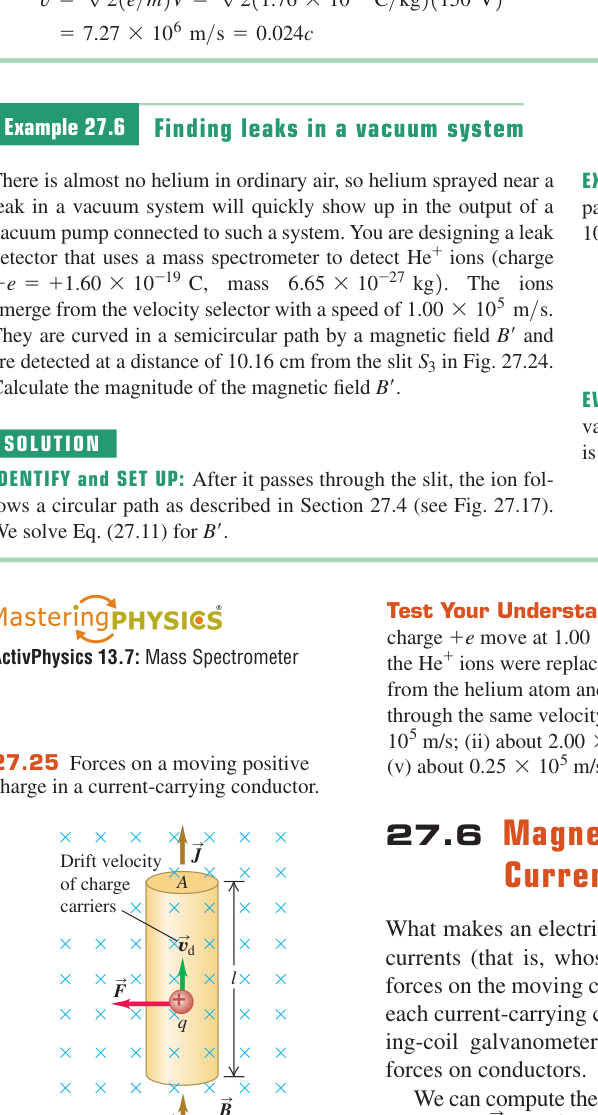 = 7.27 × 10⁶ m/s = 0.024c
Example 27.6 Finding leaks in a vacuum system
here is almost no helium in ordinary air, so helium sprayed near a
eak in a vacuum system will quickly show up in the output of a
acuum pump connected to such a system. You are designing a leak
etector that uses a mass spectrometer to detect He⁺ ions (charge
+e = +1.60 × 10⁻¹⁹ C, mass 6.65 × 10⁻²⁷ kg). The ions
merge from the velocity selector with a speed of 1.00 × 10⁵ m/s.
They are curved in a semicircular path by a magnetic field B′ and
re detected at a distance of 10.16 cm from the slit S₃ in Fig. 27.24.
Calculate the magnitude of the magnetic field B′.
SOLUTION
IDENTIFY and SET UP: After it passes through the slit, the ion fol-
ows a circular path as described in Section 27.4 (see Fig. 27.17).
We solve Eq. (27.11) for B′.
EX
pa
10
EV
va
is
MasteringPHYSICS®
ActivPhysics 13.7: Mass Spectrometer
27.25 Forces on a moving positive
charge in a current-carrying conductor.
Drift velocity
of charge
carriers
J⃗
A
v⃗d
F⃗
l
+
q
B⃗
Test Your Understa
charge +e move at 1.00
the He⁺ ions were replac
from the helium atom and
through the same velocity
10⁵ m/s; (ii) about 2.00 ×
(v) about 0.25 × 10⁵ m/s
27.6 Magne
Curren
What makes an electri
currents (that is, whos
forces on the moving c
each current-carrying c
ing-coil galvanometer
forces on conductors.
We can compute the